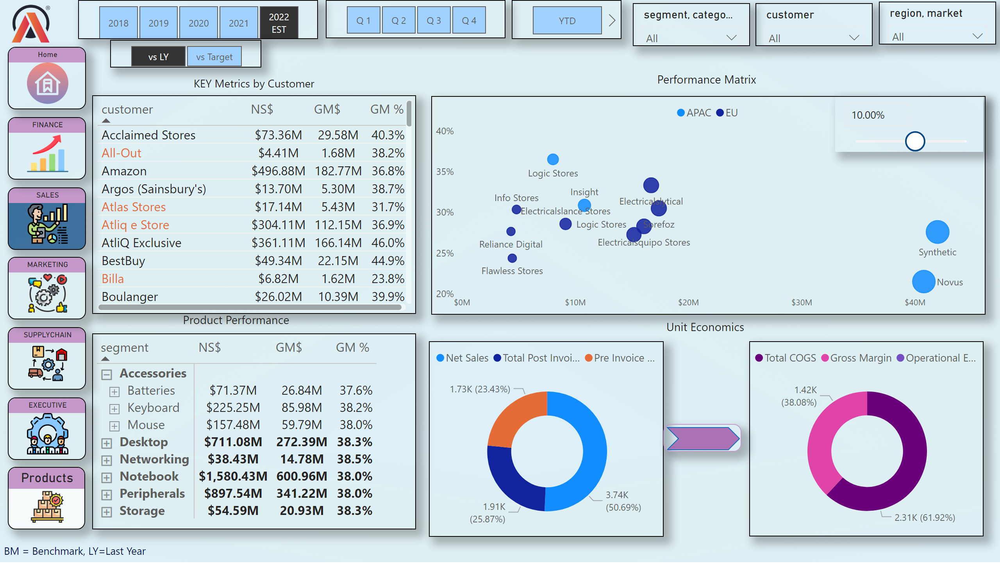 ®
2018 2019 2020 2021 2022 EST
Q 1 Q 2 Q 3 Q 4
YTD
segment, catego...
All
customer
All
region, market
All
vs LY vs Target
Home
FINANCE
SALES
MARKETING
SUPPLYCHAIN
EXECUTIVE
Products
KEY Metrics by Customer
customer NS$ GM$ GM %
Acclaimed Stores $73.36M 29.58M 40.3%
All-Out $4.41M 1.68M 38.2%
Amazon $496.88M 182.77M 36.8%
Argos (Sainsbury's) $13.70M 5.30M 38.7%
Atlas Stores $17.14M 5.43M 31.7%
Atliq e Store $304.11M 112.15M 36.9%
AtliQ Exclusive $361.11M 166.14M 46.0%
BestBuy $49.34M 22.15M 44.9%
Billa $6.82M 1.62M 23.8%
Boulanger $26.02M 10.39M 39.9%
Performance Matrix
APAC EU
10.00%
40%
35%
30%
25%
20%
$0M $10M $20M $30M $40M
Logic Stores
Insight
Info Stores
Electricalslytical
Electricalslance Stores
Logic Stores
Sorefoz
Electricalsquipo Stores
Reliance Digital
Flawless Stores
Synthetic
Novus
Product Performance
segment NS$ GM$ GM %
Accessories
Batteries $71.37M 26.84M 37.6%
Keyboard $225.25M 85.98M 38.2%
Mouse $157.48M 59.79M 38.0%
Desktop $711.08M 272.39M 38.3%
Networking $38.43M 14.78M 38.5%
Notebook $1,580.43M 600.96M 38.0%
Peripherals $897.54M 341.22M 38.0%
Storage $54.59M 20.93M 38.3%
Unit Economics
Net Sales Total Post Invoi... Pre Invoice ...
1.73K (23.43%)
3.74K
(50.69%)
1.91K
(25.87%)
Total COGS Gross Margin Operational E...
1.42K
(38.08%)
2.31K (61.92%)
BM = Benchmark, LY=Last Year